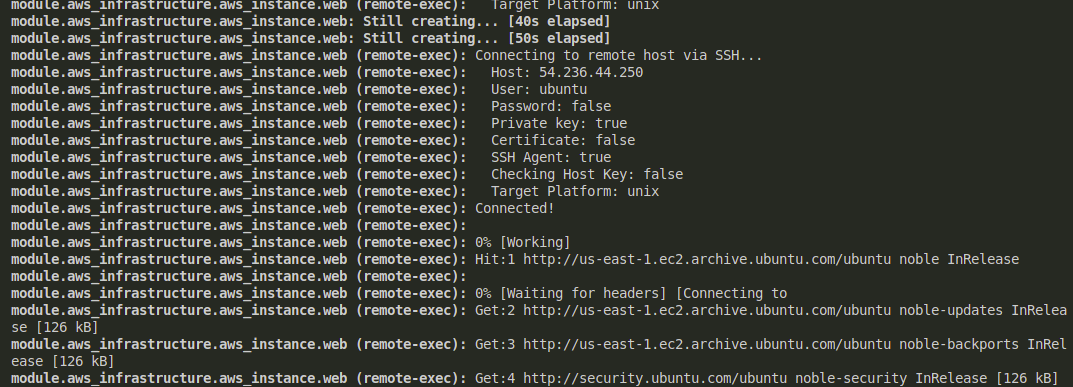 module.aws_infrastructure.aws_instance.web (remote-exec):   Target Platform: unix
module.aws_infrastructure.aws_instance.web: Still creating... [40s elapsed]
module.aws_infrastructure.aws_instance.web: Still creating... [50s elapsed]
module.aws_infrastructure.aws_instance.web (remote-exec): Connecting to remote host via SSH...
module.aws_infrastructure.aws_instance.web (remote-exec):   Host: 54.236.44.250
module.aws_infrastructure.aws_instance.web (remote-exec):   User: ubuntu
module.aws_infrastructure.aws_instance.web (remote-exec):   Password: false
module.aws_infrastructure.aws_instance.web (remote-exec):   Private key: true
module.aws_infrastructure.aws_instance.web (remote-exec):   Certificate: false
module.aws_infrastructure.aws_instance.web (remote-exec):   SSH Agent: true
module.aws_infrastructure.aws_instance.web (remote-exec):   Checking Host Key: false
module.aws_infrastructure.aws_instance.web (remote-exec):   Target Platform: unix
module.aws_infrastructure.aws_instance.web (remote-exec): Connected!
module.aws_infrastructure.aws_instance.web (remote-exec):
module.aws_infrastructure.aws_instance.web (remote-exec): 0% [Working]
module.aws_infrastructure.aws_instance.web (remote-exec): Hit:1 http://us-east-1.ec2.archive.ubuntu.com/ubuntu noble InRelease
module.aws_infrastructure.aws_instance.web (remote-exec):
module.aws_infrastructure.aws_instance.web (remote-exec): 0% [Waiting for headers] [Connecting to
module.aws_infrastructure.aws_instance.web (remote-exec): Get:2 http://us-east-1.ec2.archive.ubuntu.com/ubuntu noble-updates InRelea
se [126 kB]
module.aws_infrastructure.aws_instance.web (remote-exec): Get:3 http://us-east-1.ec2.archive.ubuntu.com/ubuntu noble-backports InRel
ease [126 kB]
module.aws_infrastructure.aws_instance.web (remote-exec): Get:4 http://security.ubuntu.com/ubuntu noble-security InRelease [126 kB]